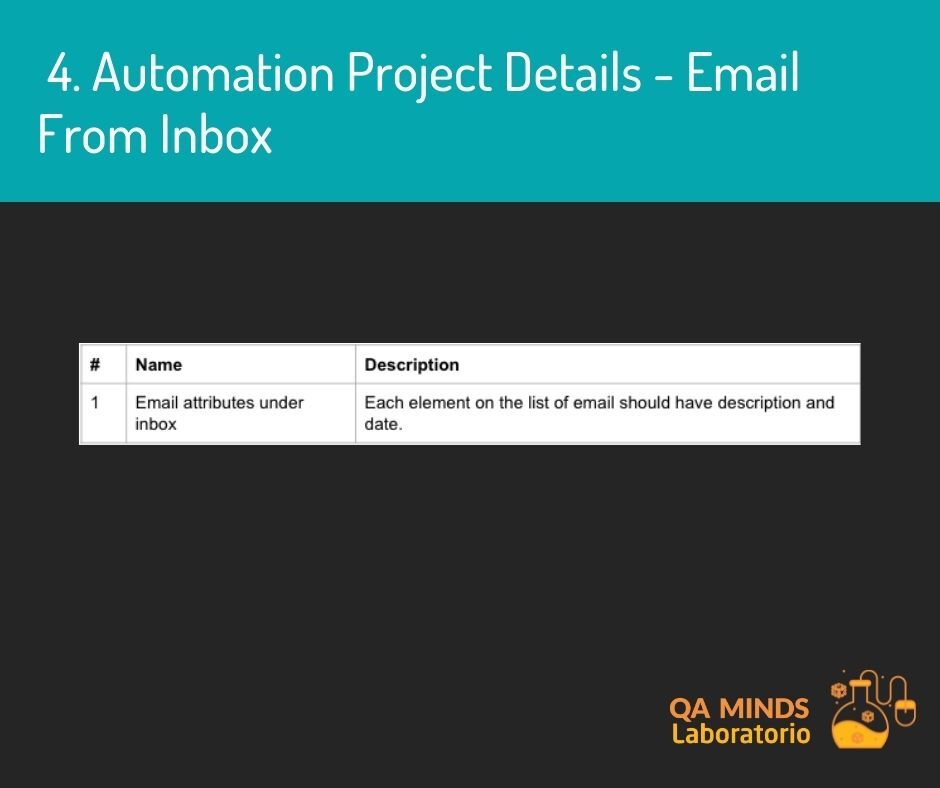 4. Automation Project Details - Email
From Inbox
# Name Description
1 Email attributes under inbox Each element on the list of email should have description and date.
QA MINDS
Laboratorio